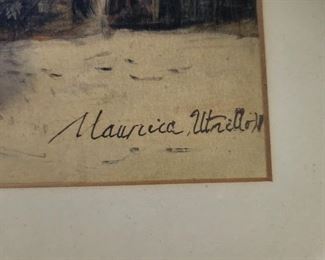 Maurice, Utrillo, V